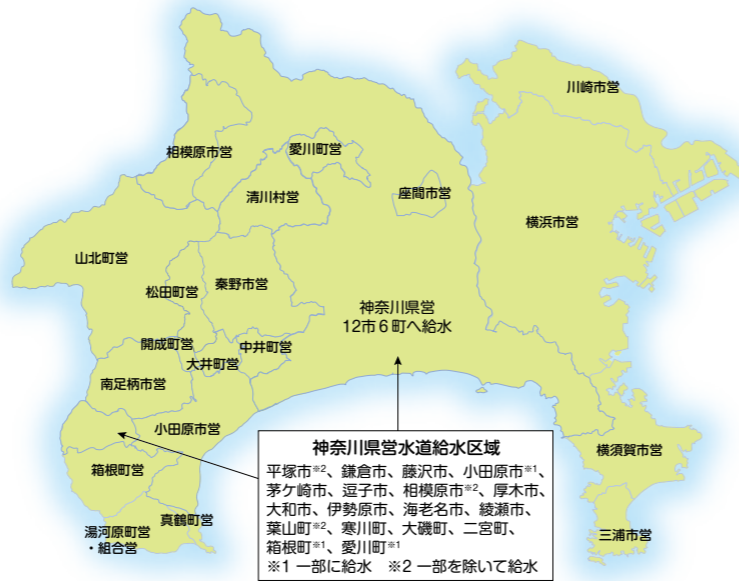 川崎市営
相模原市営
愛川町営
清川村営
座間市営
横浜市営
山北町営
松田町営
秦野市営
神奈川県営
12市6町へ給水
開成町営
中井町営
大井町営
南足柄市営
小田原市営
箱根町営
横須賀市営
真鶴町営
湯河原町営
・組合営
三浦市営
神奈川県営水道給水区域
平塚市※2、鎌倉市、藤沢市、小田原市※1、
茅ケ崎市、逗子市、相模原市※2、厚木市、
大和市、伊勢原市、海老名市、綾瀬市、
葉山町※2、寒川町、大磯町、二宮町、
箱根町※1、愛川町※1
※1 一部に給水 ※2 一部を除いて給水